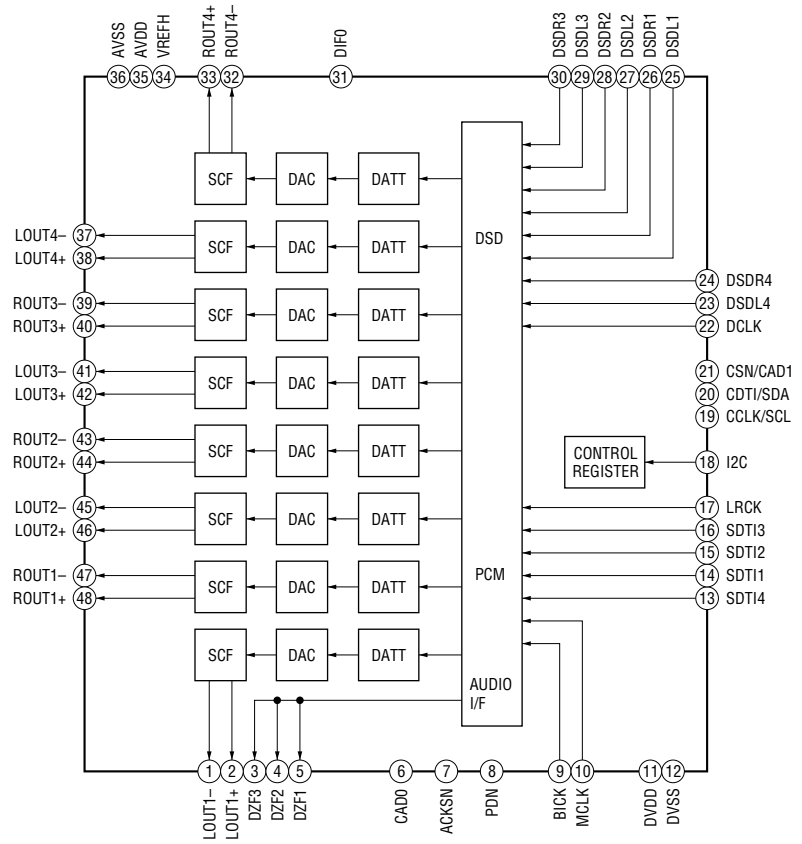 AVSS
AVDD
VREFH
ROUT4+
ROUT4–
DIF0
DSDR3
DSDL3
DSDR2
DSDL2
DSDR1
DSDL1
36 35 34 33 32 31 30 29 28 27 26 25
SCF DAC DATT
LOUT4– 37
SCF DAC DATT DSD
LOUT4+ 38
24 DSDR4
ROUT3– 39
23 DSDL4
SCF DAC DATT
ROUT3+ 40
22 DCLK
LOUT3– 41
21 CSN/CAD1
SCF DAC DATT
LOUT3+ 42
20 CDTI/SDA
19 CCLK/SCL
ROUT2– 43
SCF DAC DATT
CONTROL
REGISTER
ROUT2+ 44
18 I2C
LOUT2– 45
17 LRCK
SCF DAC DATT
LOUT2+ 46
16 SDTI3
15 SDTI2
ROUT1– 47
SCF DAC DATT PCM
14 SDTI1
ROUT1+ 48
13 SDTI4
SCF DAC DATT
AUDIO
I/F
1 2 3 4 5 6 7 8 9 10 11 12
LOUT1–
LOUT1+
DZF3
DZF2
DZF1
CAD0
ACKSN
PDN
BICK
MCLK
DVDD
DVSS